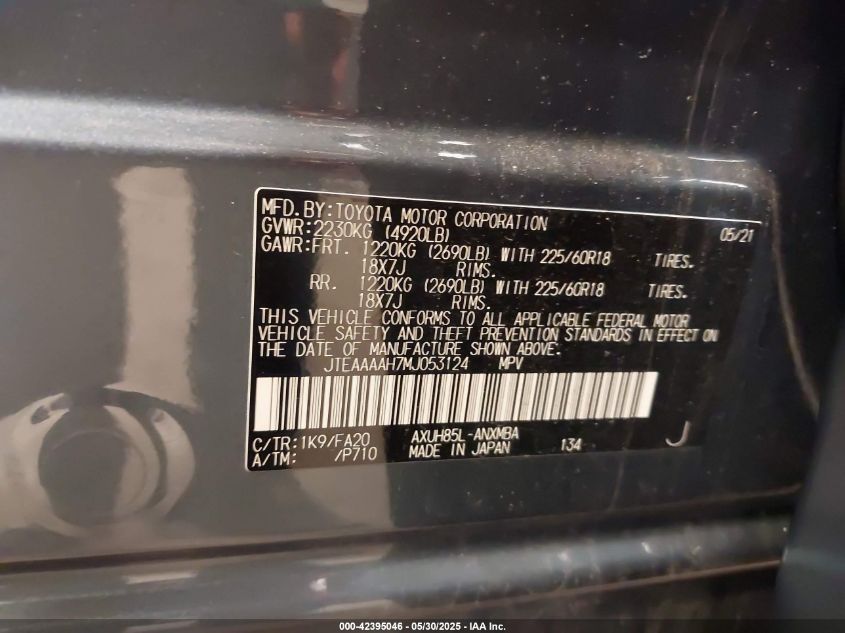 MFD. BY: TOYOTA MOTOR CORPORATION 05/21
GVWR: 2230KG (4920LB)
GAWR: FRT. 1220KG (2690LB) WITH 225/60R18 TIRES.
18X7J RIMS.
RR. 1220KG (2690LB) WITH 225/60R18 TIRES.
18X7J RIMS.
THIS VEHICLE CONFORMS TO ALL APPLICABLE FEDERAL MOTOR
VEHICLE SAFETY AND THEFT PREVENTION STANDARDS IN EFFECT ON
THE DATE OF MANUFACTURE SHOWN ABOVE.
JTEAAAAH7MJ053124 MPV
C/TR: 1K9/FA20 AXUH85L-ANXMBA J
A/TM: /P710 MADE IN JAPAN 134
000-42395046 - 05/30/2025 - IAA Inc.